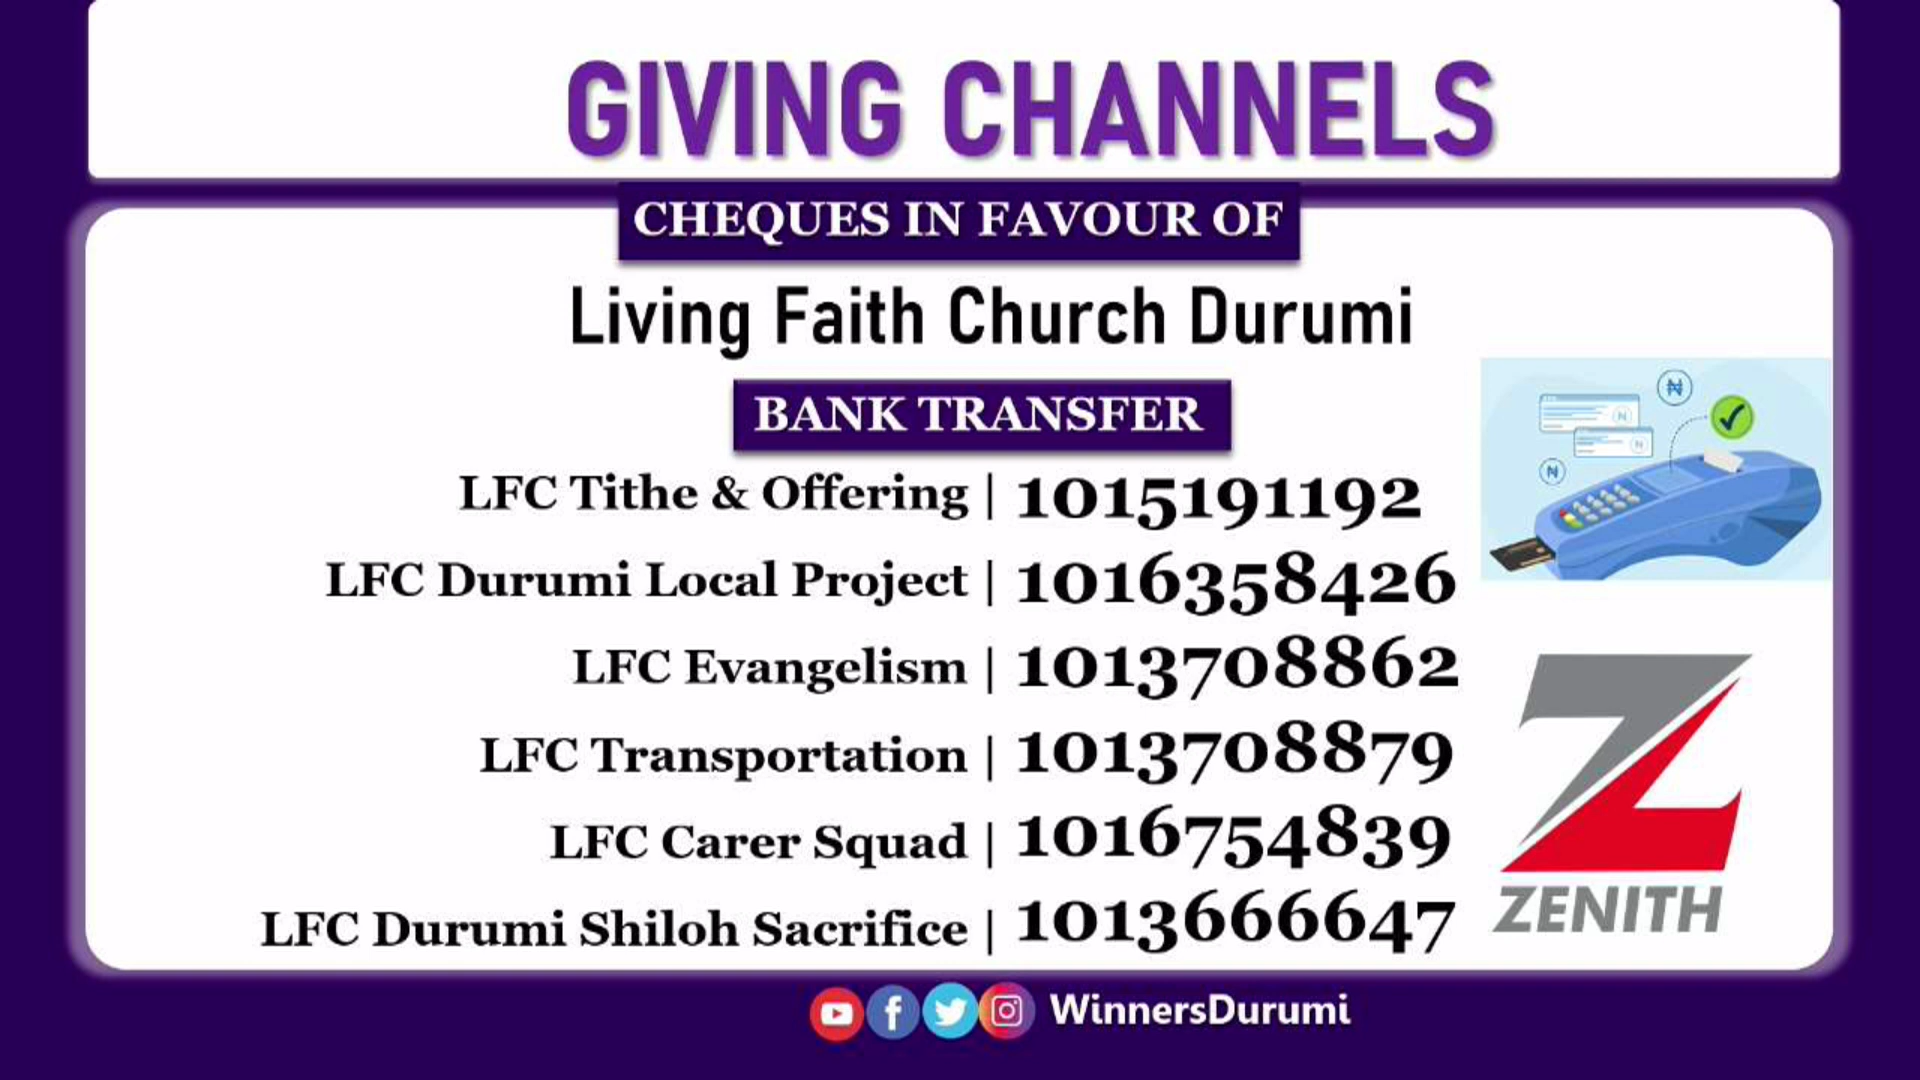 GIVING CHANNELS
CHEQUES IN FAVOUR OF
Living Faith Church Durumi
BANK TRANSFER
LFC Tithe & Offering | 1015191192
LFC Durumi Local Project | 1016358426
LFC Evangelism | 1013708862
LFC Transportation | 1013708879
LFC Carer Squad | 1016754839
LFC Durumi Shiloh Sacrifice | 1013666647
ZENITH
WinnersDurumi